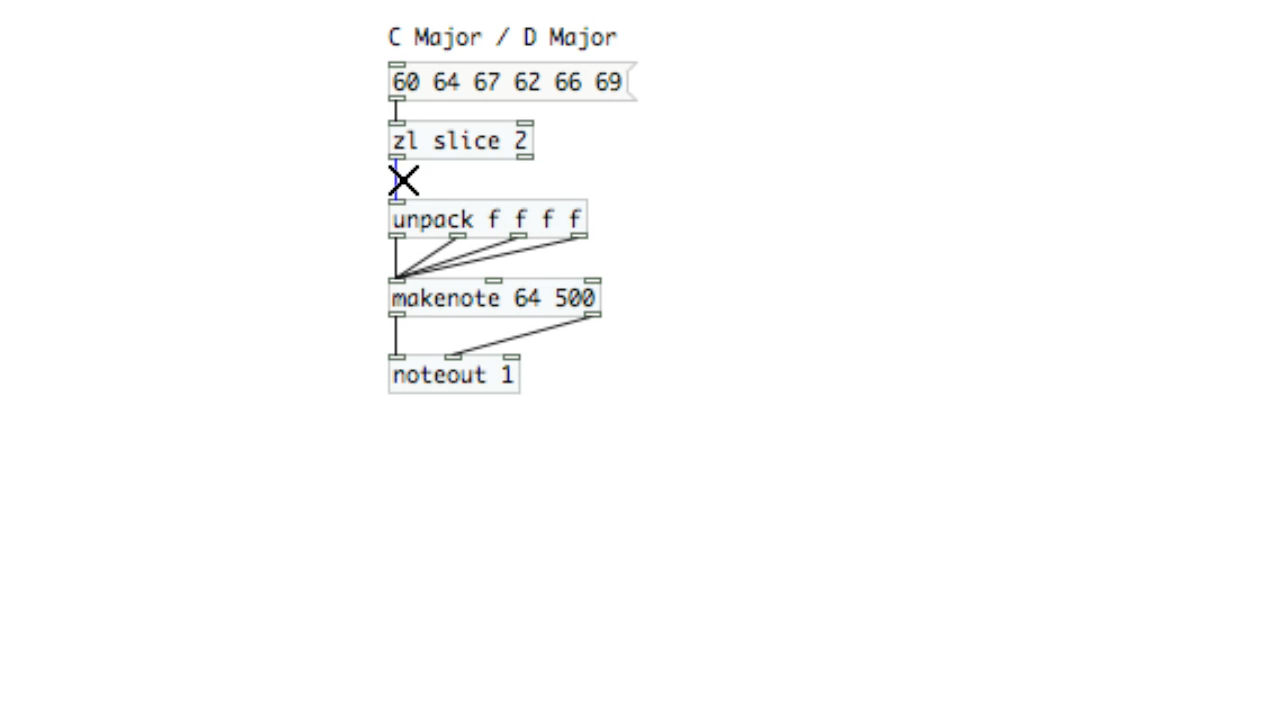 C Major / D Major
60 64 67 62 66 69
zl slice 2
unpack f f f f
makenote 64 500
noteout 1